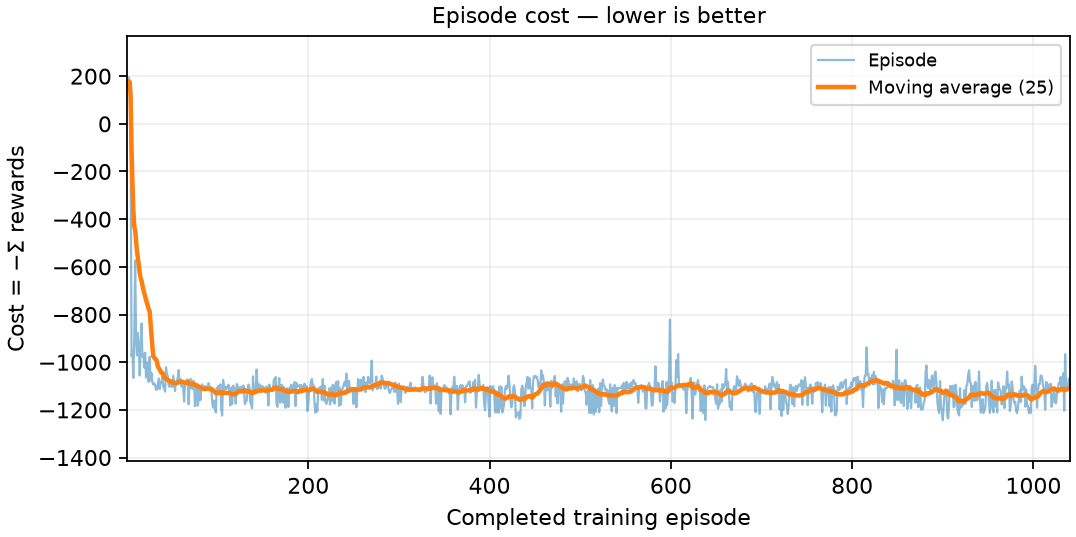 Episode cost — lower is better
Episode
Moving average (25)
Cost = −Σ rewards
200
0
−200
−400
−600
−800
−1000
−1200
−1400
200
400
600
800
1000
Completed training episode